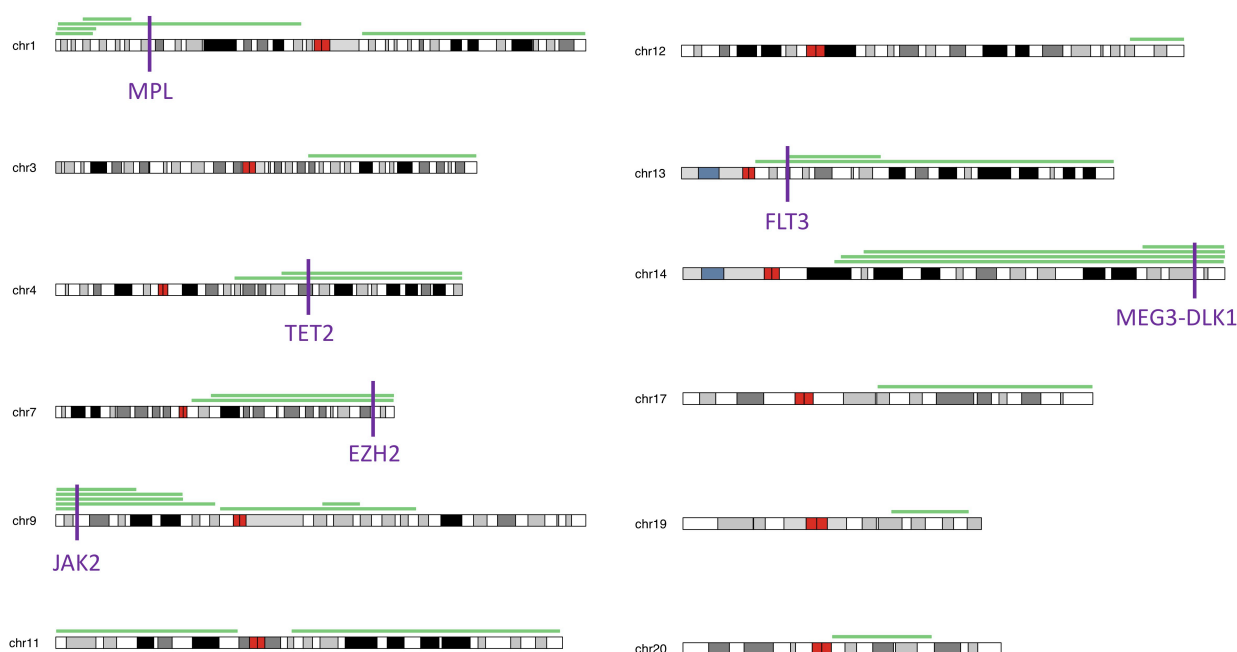 chr1
MPL
chr3
chr4
TET2
chr7
EZH2
chr9
JAK2
chr11
chr12
chr13
FLT3
chr14
MEG3-DLK1
chr17
chr19
chr20